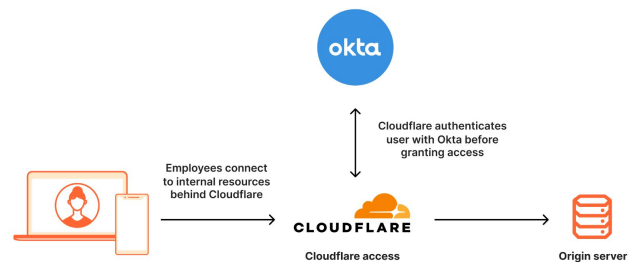 okta
Cloudflare authenticates
user with Okta before
granting access
Employees connect
to internal resources
behind Cloudflare
CLOUDFLARE
Cloudflare access
Origin server